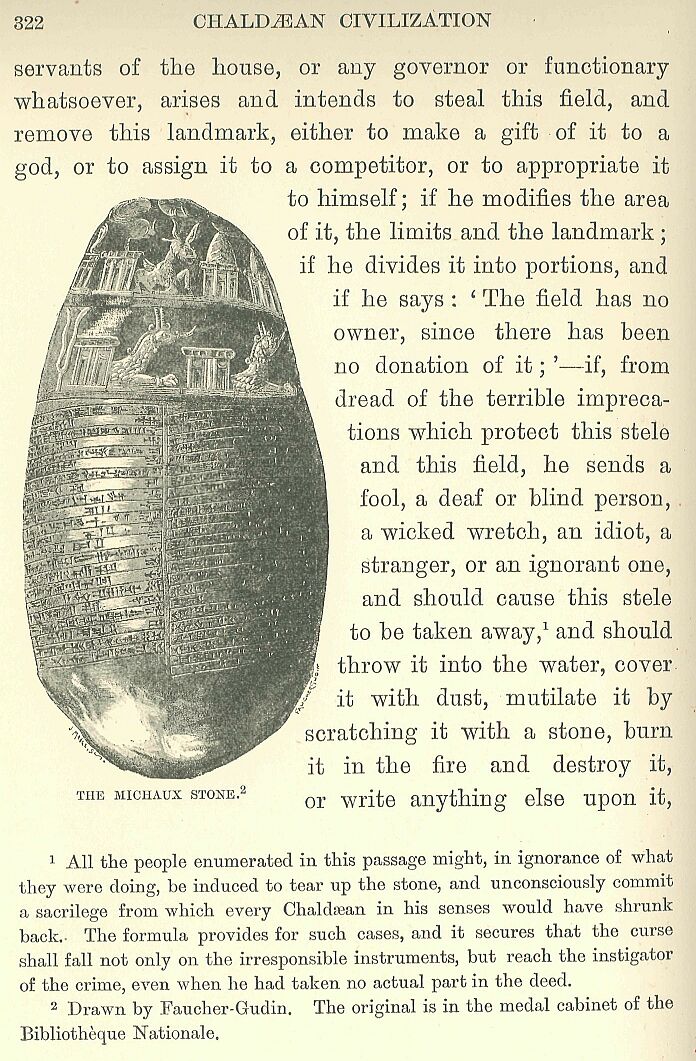 322 CHALDÆAN CIVILIZATION
servants of the house, or any governor or functionary
whatsoever, arises and intends to steal this field, and
remove this landmark, either to make a gift of it to a
god, or to assign it to a competitor, or to appropriate it
to himself; if he modifies the area
of it, the limits and the landmark;
if he divides it into portions, and
if he says: ‘The field has no
owner, since there has been
no donation of it;’—if, from
dread of the terrible impreca-
tions which protect this stele
and this field, he sends a
fool, a deaf or blind person,
a wicked wretch, an idiot, a
stranger, or an ignorant one,
and should cause this stele
to be taken away,¹ and should
throw it into the water, cover
it with dust, mutilate it by
scratching it with a stone, burn
it in the fire and destroy it,
or write anything else upon it,
THE MICHAUX STONE.²
¹ All the people enumerated in this passage might, in ignorance of what
they were doing, be induced to tear up the stone, and unconsciously commit
a sacrilege from which every Chaldæan in his senses would have shrunk
back. The formula provides for such cases, and it secures that the curse
shall fall not only on the irresponsible instruments, but reach the instigator
of the crime, even when he had taken no actual part in the deed.
² Drawn by Faucher-Gudin. The original is in the medal cabinet of the
Bibliothèque Nationale.